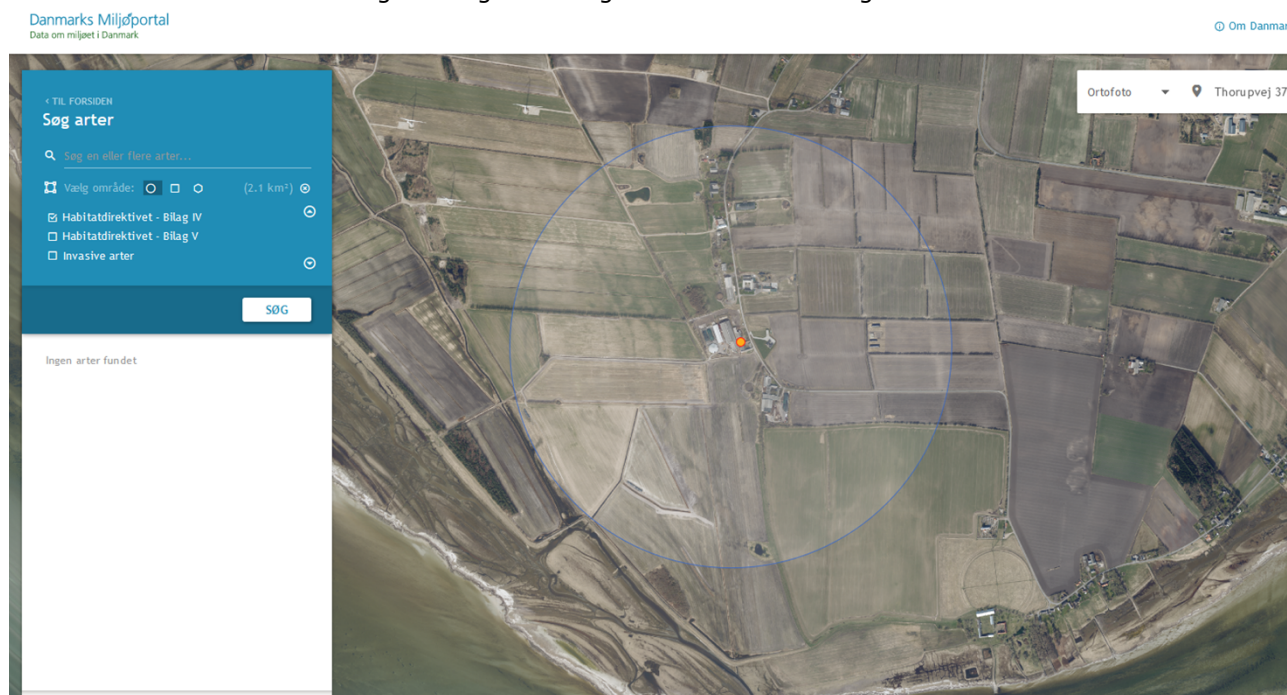 Danmarks Miljøportal
Data om miljøet i Danmark
Om Danmar
‹ TIL FORSIDEN
Søg arter
Søg en eller flere arter...
Vælg område:
(2.1 km²)
Habitatdirektivet - Bilag IV
Habitatdirektivet - Bilag V
Invasive arter
SØG
Ingen arter fundet
Ortofoto
Thorupvej 37